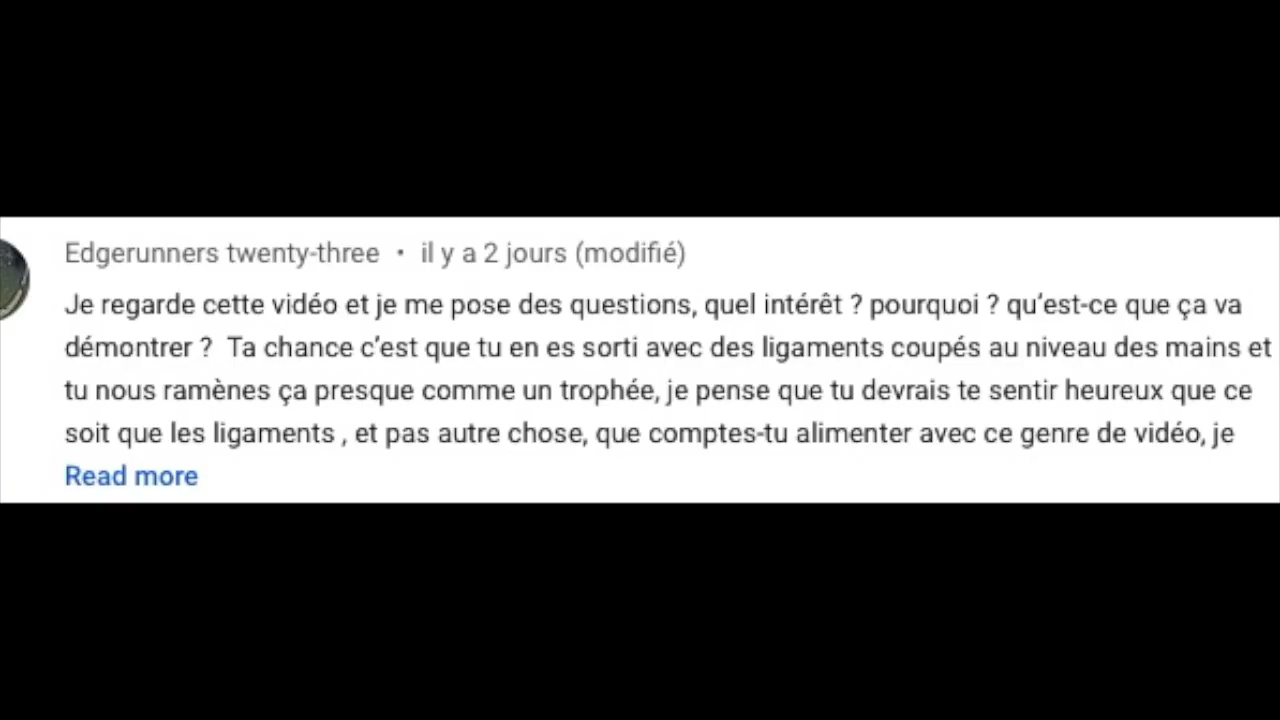 Edgerunners twenty-three • il y a 2 jours (modifié)
Je regarde cette vidéo et je me pose des questions, quel intérêt ? pourquoi ? qu’est-ce que ça va
démontrer ?  Ta chance c’est que tu en es sorti avec des ligaments coupés au niveau des mains et
tu nous ramènes ça presque comme un trophée, je pense que tu devrais te sentir heureux que ce
soit que les ligaments , et pas autre chose, que comptes-tu alimenter avec ce genre de vidéo, je
Read more